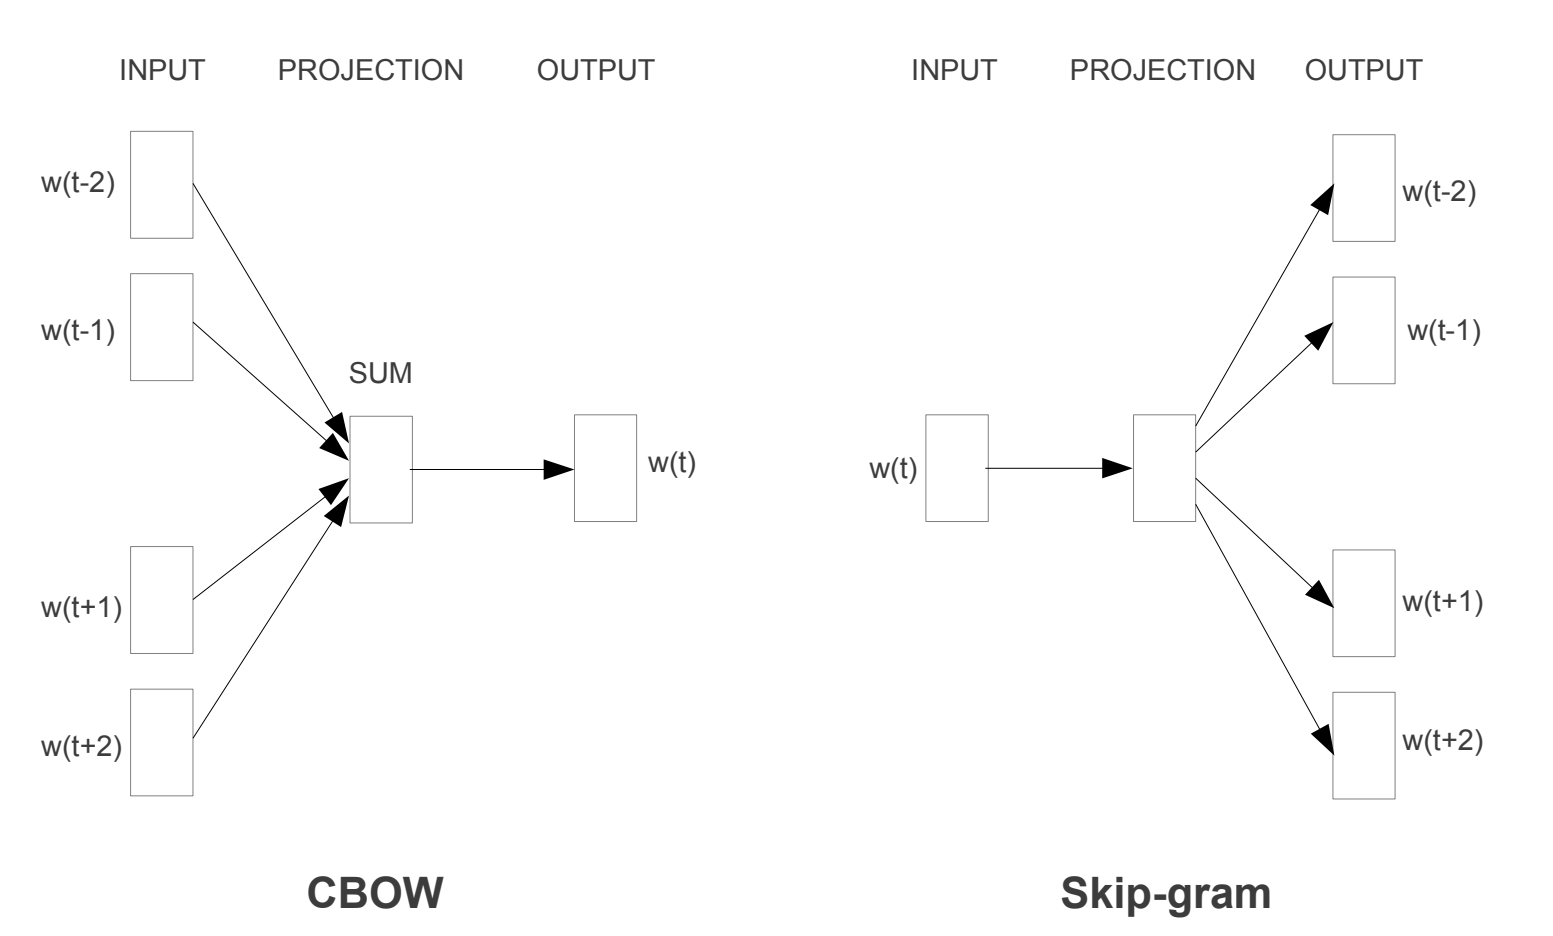 INPUT PROJECTION OUTPUT
w(t-2)
w(t-1)
SUM
w(t)
w(t+1)
w(t+2)
CBOW
INPUT PROJECTION OUTPUT
w(t-2)
w(t-1)
w(t)
w(t+1)
w(t+2)
Skip-gram